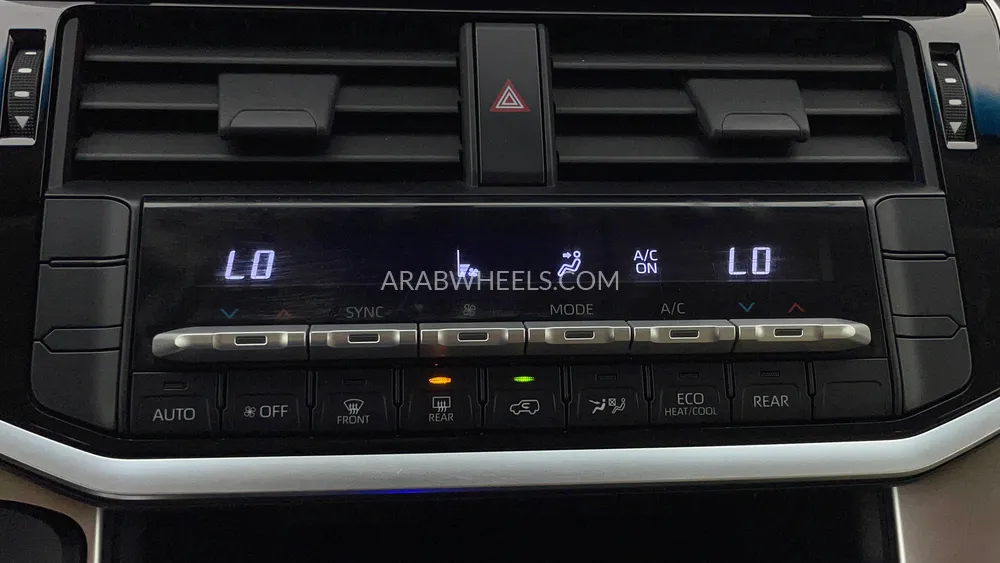 LO
A/C
ON
LO
ARABWHEELS.COM
SYNC
MODE
A/C
AUTO
OFF
FRONT
REAR
ECO
HEAT/COOL
REAR